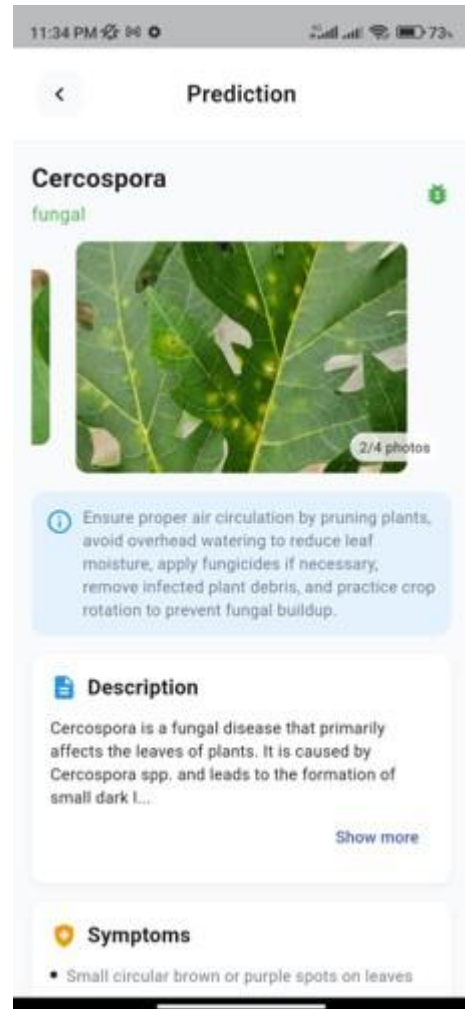 11:34 PM 73%
Prediction
Cercospora
fungal
2/4 photos
Ensure proper air circulation by pruning plants,
avoid overhead watering to reduce leaf
moisture, apply fungicides if necessary,
remove infected plant debris, and practice crop
rotation to prevent fungal buildup.
Description
Cercospora is a fungal disease that primarily
affects the leaves of plants. It is caused by
Cercospora spp. and leads to the formation of
small dark l...
Show more
Symptoms
• Small circular brown or purple spots on leaves